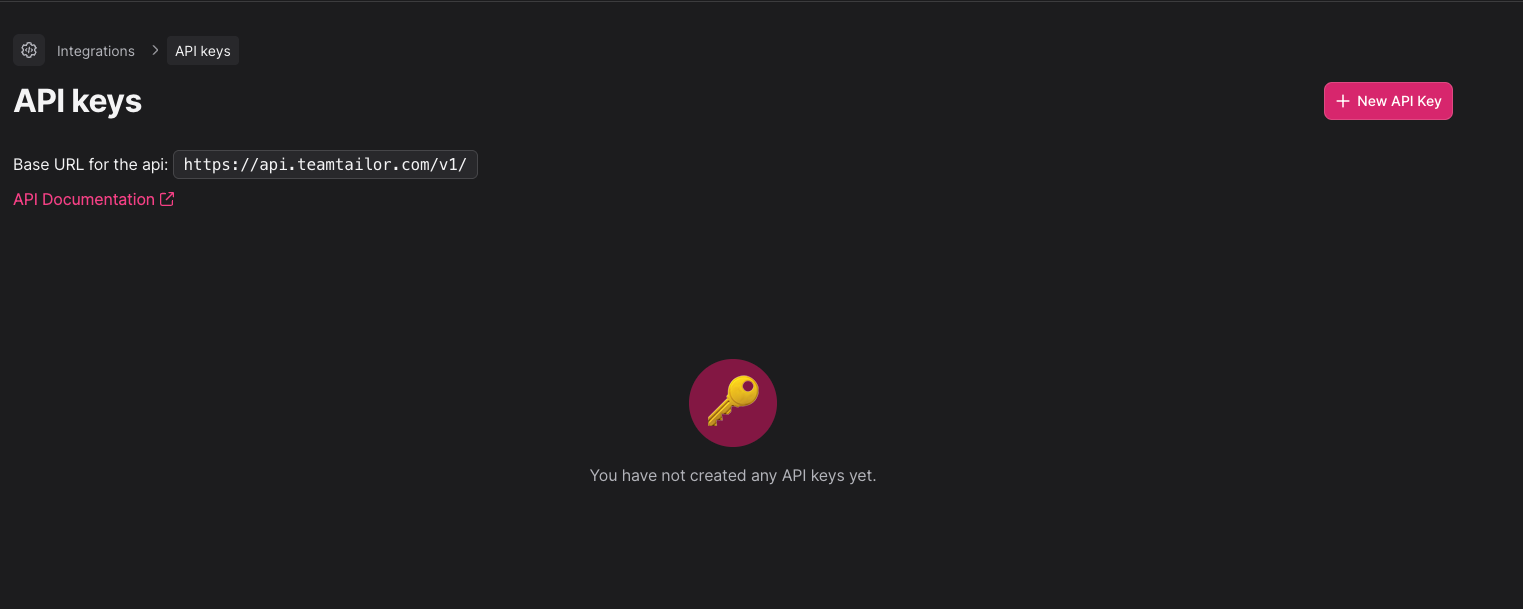 Integrations > API keys
API keys
+ New API Key
Base URL for the api: https://api.teamtailor.com/v1/
API Documentation
You have not created any API keys yet.